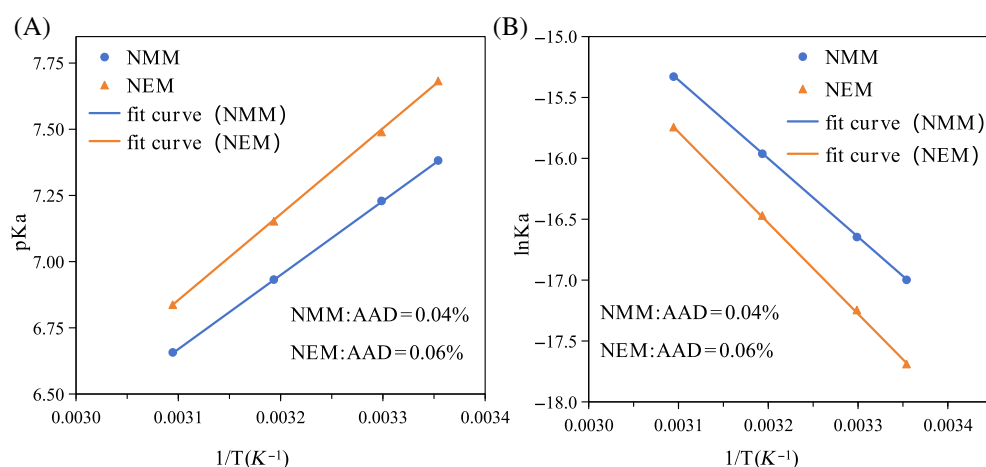 (A)
NMM
NEM
fit curve (NMM)
fit curve (NEM)
7.75
7.50
7.25
7.00
6.75
6.50
pKa
NMM:AAD=0.04%
NEM:AAD=0.06%
0.0030 0.0031 0.0032 0.0033 0.0034
1/T(K⁻¹)
(B)
NMM
NEM
fit curve (NMM)
fit curve (NEM)
−15.0
−15.5
−16.0
−16.5
−17.0
−17.5
−18.0
lnKa
NMM:AAD=0.04%
NEM:AAD=0.06%
0.0030 0.0031 0.0032 0.0033 0.0034
1/T(K⁻¹)